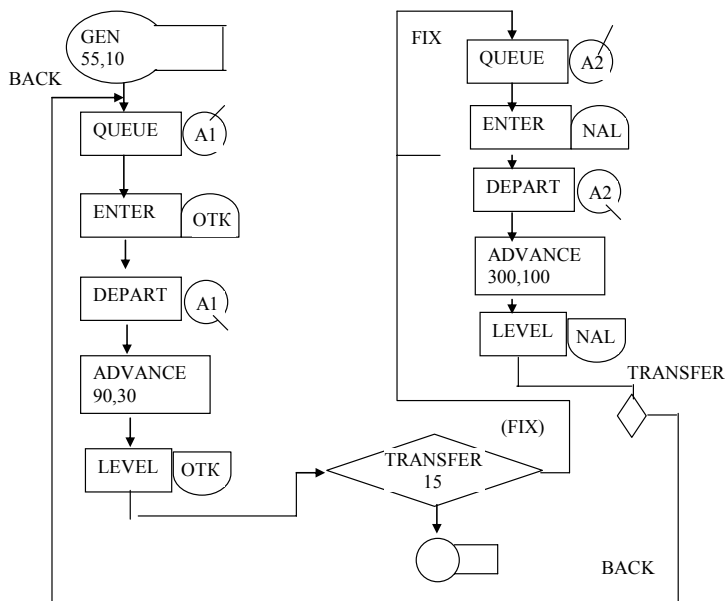 GEN
55,10
BACK
QUEUE
A1
ENTER
OTK
DEPART
A1
ADVANCE
90,30
LEVEL
OTK
TRANSFER
15
(FIX)
FIX
QUEUE
A2
ENTER
NAL
DEPART
A2
ADVANCE
300,100
LEVEL
NAL
TRANSFER
BACK